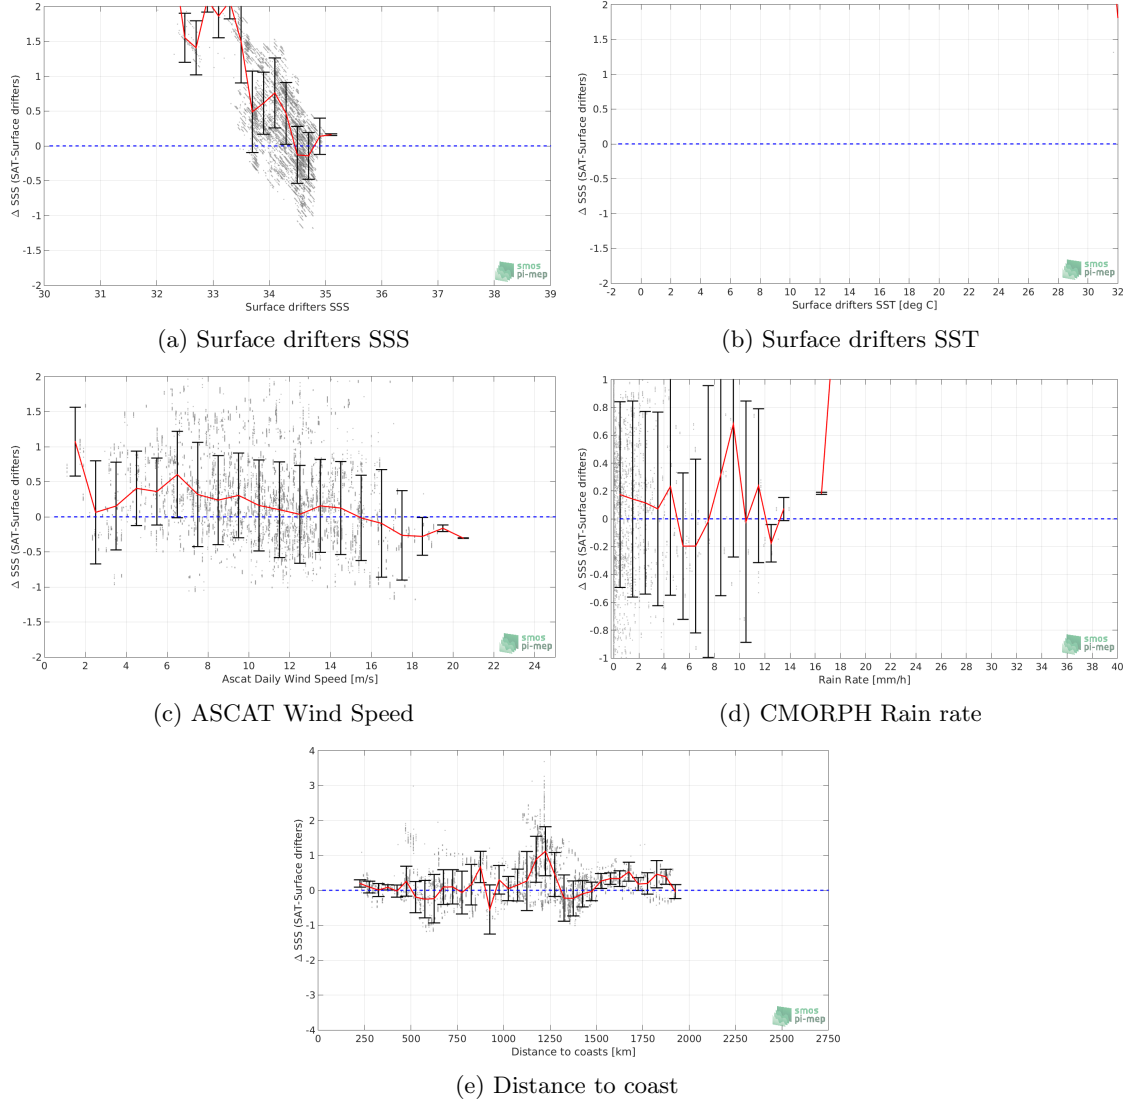 2
1.5
1
0.5
0
-0.5
-1
-1.5
-2
Δ SSS (SAT-Surface drifters)
30 31 32 33 34 35 36 37 38 39
Surface drifters SSS
smos
pi-mep
(a) Surface drifters SSS
2
1.5
1
0.5
0
-0.5
-1
-1.5
-2
Δ SSS (SAT-Surface drifters)
-2 0 2 4 6 8 10 12 14 16 18 20 22 24 26 28 30 32
Surface drifters SST [deg C]
smos
pi-mep
(b) Surface drifters SST
2
1.5
1
0.5
0
-0.5
-1
-1.5
-2
Δ SSS (SAT-Surface drifters)
0 2 4 6 8 10 12 14 16 18 20 22 24
Ascat Daily Wind Speed [m/s]
smos
pi-mep
(c) ASCAT Wind Speed
1
0.8
0.6
0.4
0.2
0
-0.2
-0.4
-0.6
-0.8
-1
Δ SSS (SAT-Surface drifters)
0 2 4 6 8 10 12 14 16 18 20 22 24 26 28 30 32 34 36 38 40
Rain Rate [mm/h]
smos
pi-mep
(d) CMORPH Rain rate
4
3
2
1
0
-1
-2
-3
-4
Δ SSS (SAT-Surface drifters)
0 250 500 750 1000 1250 1500 1750 2000 2250 2500 2750
Distance to coasts [km]
smos
pi-mep
(e) Distance to coast